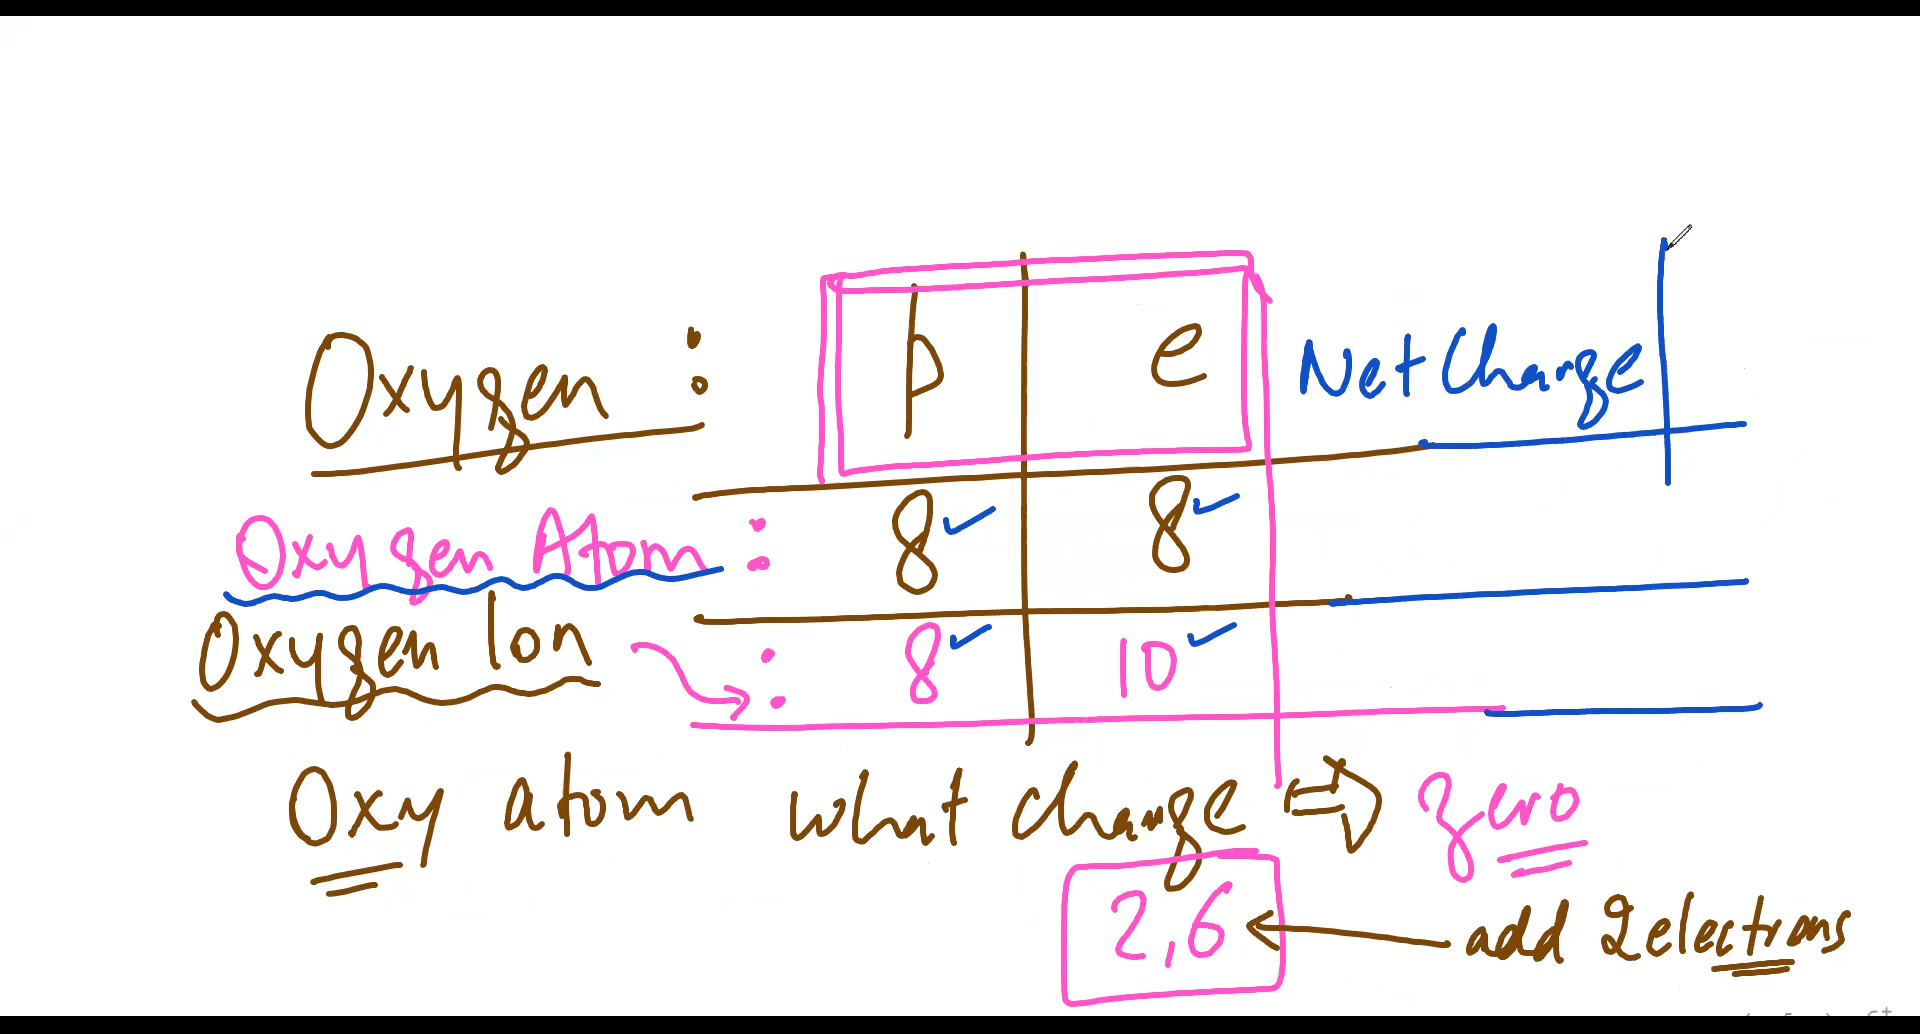 Oxygen : p e Net Charge
Oxygen Atom : 8 ✓ 8 ✓
Oxygen Ion : 8 ✓ 10 ✓
Oxy atom what charge ⇒ zero
2,6 ← add 2 electrons